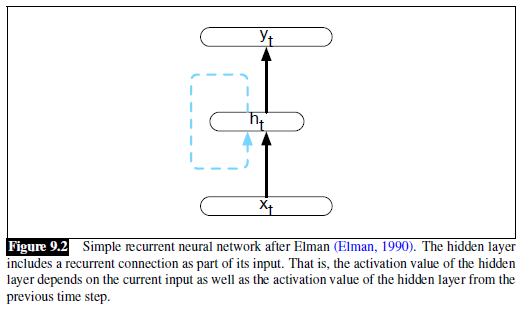 yt
ht
xt
Figure 9.2 Simple recurrent neural network after Elman (Elman, 1990). The hidden layer
includes a recurrent connection as part of its input. That is, the activation value of the hidden
layer depends on the current input as well as the activation value of the hidden layer from the
previous time step.